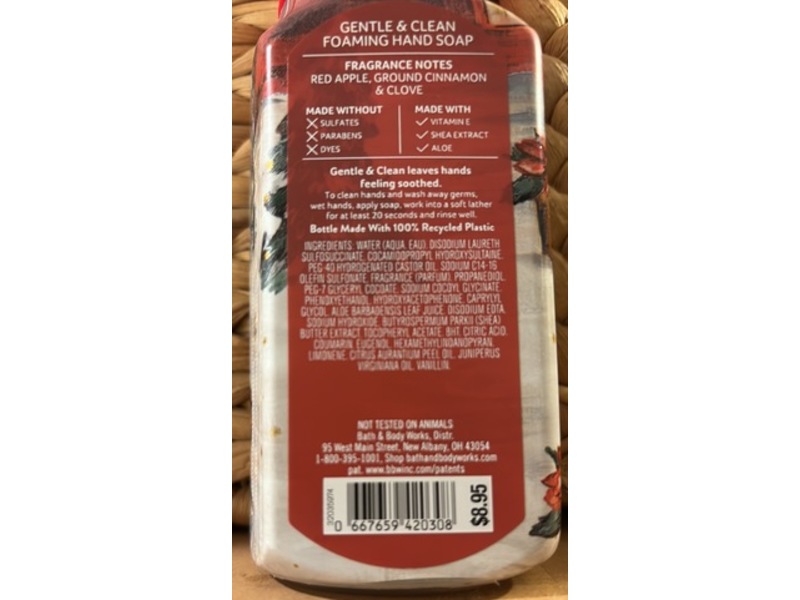 GENTLE & CLEAN
FOAMING HAND SOAP
FRAGRANCE NOTES
RED APPLE, GROUND CINNAMON
& CLOVE
MADE WITHOUT
SULFATES
PARABENS
DYES
MADE WITH
VITAMIN E
SHEA EXTRACT
ALOE
Gentle & Clean leaves hands
feeling soothed.
To clean hands and wash away germs,
wet hands, apply soap, work into a soft lather
for at least 20 seconds and rinse well.
Bottle Made With 100% Recycled Plastic
INGREDIENTS: WATER (AQUA, EAU), DISODIUM LAURETH
SULFOSUCCINATE, COCAMIDOPROPYL HYDROXYSULTAINE,
PEG-40 HYDROGENATED CASTOR OIL, SODIUM C14-16
OLEFIN SULFONATE, FRAGRANCE (PARFUM), PROPANEDIOL,
PEG-7 GLYCERYL COCOATE, SODIUM COCOYL GLYCINATE,
PHENOXYETHANOL, HYDROXYACETOPHENONE, CAPRYLYL
GLYCOL, ALOE BARBADENSIS LEAF JUICE, DISODIUM EDTA,
SODIUM HYDROXIDE, BUTYROSPERMUM PARKII (SHEA)
BUTTER EXTRACT, TOCOPHERYL ACETATE, BHT, CITRIC ACID,
COUMARIN, EUGENOL, HEXAMETHYLINDANOPYRAN,
LIMONENE, CITRUS AURANTIUM PEEL OIL, JUNIPERUS
VIRGINIANA OIL, VANILLIN.
NOT TESTED ON ANIMALS
Bath & Body Works, Distr.
95 West Main Street, New Albany, OH 43054
1-800-395-1001, Shop bathandbodyworks.com
pat. www.bbwinc.com/patents
0 667659 420308
$8.95